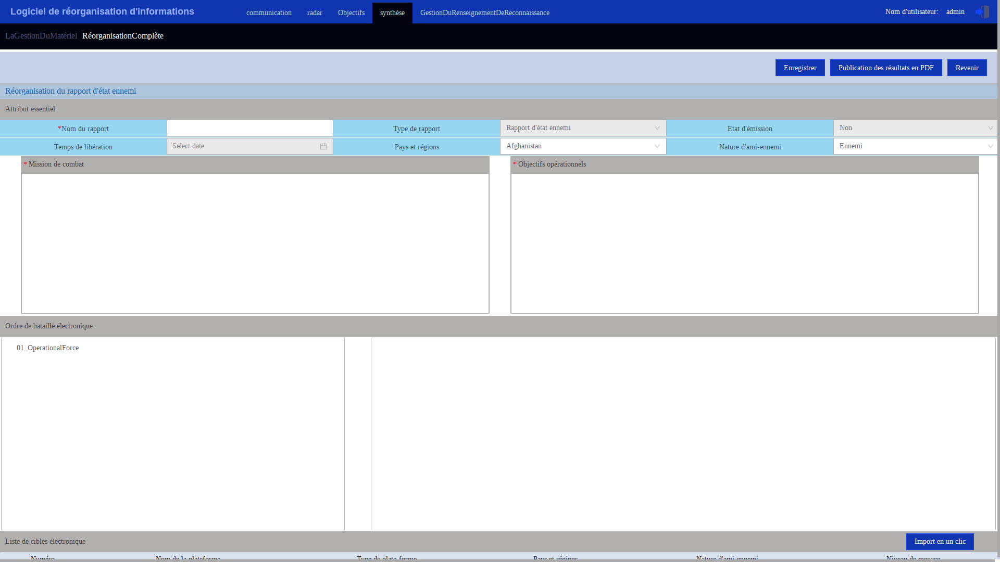 Logiciel de réorganisation d'informations
communication radar Objectifs synthèse GestionDuRenseignementDeReconnaissance
Nom d'utilisateur: admin
LaGestionDuMatériel RéorganisationComplète
Enregistrer Publication des résultats en PDF Revenir
Réorganisation du rapport d'état ennemi
Attribut essentiel
*Nom du rapport Type de rapport Rapport d'état ennemi Etat d'émission Non
Temps de libération Select date Pays et régions Afghanistan Nature d'ami-ennemi Ennemi
* Mission de combat * Objectifs opérationnels
Ordre de bataille électronique
01_OperationalForce
Liste de cibles électronique Import en un clic
Numéro Nom de la plateforme Type de plate-forme Pays et régions Nature d'ami-ennemi Niveau de menace